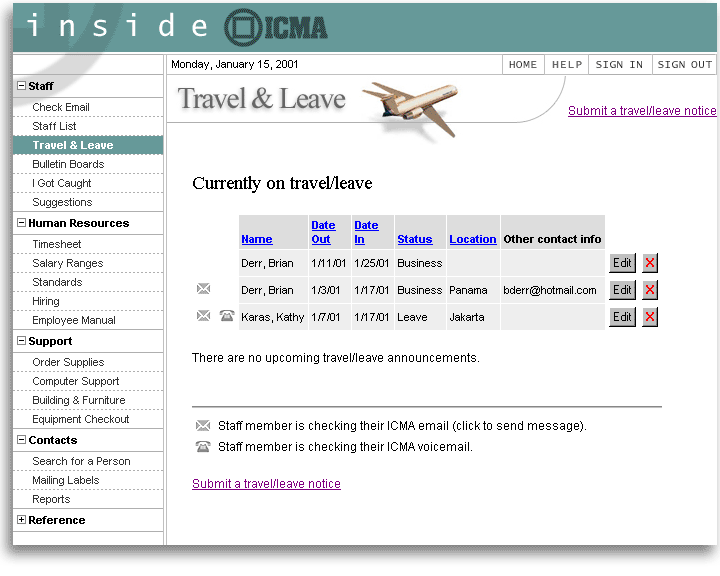 inside ICMA
Monday, January 15, 2001
HOME HELP SIGN IN SIGN OUT
Travel & Leave
Submit a travel/leave notice
Staff
Check Email
Staff List
Travel & Leave
Bulletin Boards
I Got Caught
Suggestions
Human Resources
Timesheet
Salary Ranges
Standards
Hiring
Employee Manual
Support
Order Supplies
Computer Support
Building & Furniture
Equipment Checkout
Contacts
Search for a Person
Mailing Labels
Reports
Reference
Currently on travel/leave
Name Date Out Date In Status Location Other contact info
Derr, Brian 1/11/01 1/25/01 Business Edit X
Derr, Brian 1/3/01 1/17/01 Business Panama bderr@hotmail.com Edit X
Karas, Kathy 1/7/01 1/17/01 Leave Jakarta Edit X
There are no upcoming travel/leave announcements.
Staff member is checking their ICMA email (click to send message).
Staff member is checking their ICMA voicemail.
Submit a travel/leave notice